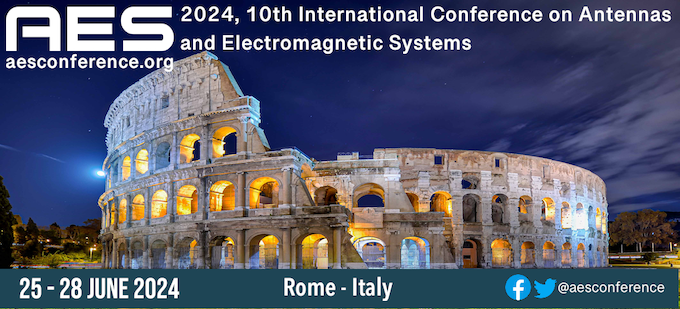 AES
2024, 10th International Conference on Antennas
and Electromagnetic Systems
aesconference.org
25 - 28 JUNE 2024
Rome - Italy
@aesconference